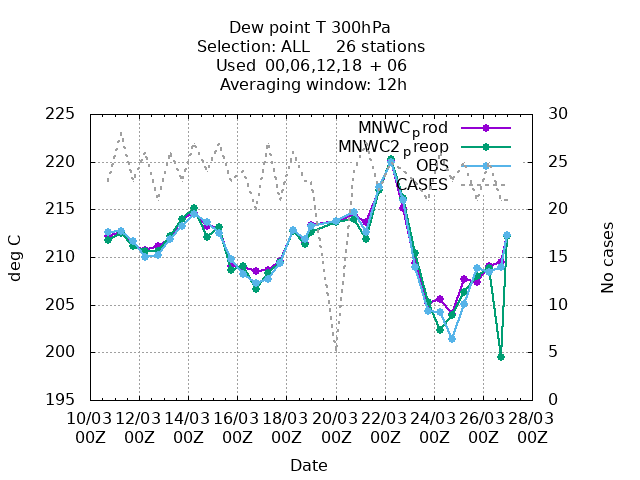 Dew point T 300hPa
Selection: ALL 26 stations
Used 00,06,12,18 + 06
Averaging window: 12h
225 30
MNWCprod
MNWC2preop
220 OBS 25
CASES
215 20
210 15
205 10
200 5
195 0
deg C
No cases
10/03 12/03 14/03 16/03 18/03 20/03 22/03 24/03 26/03 28/03
00Z 00Z 00Z 00Z 00Z 00Z 00Z 00Z 00Z 00Z
Date